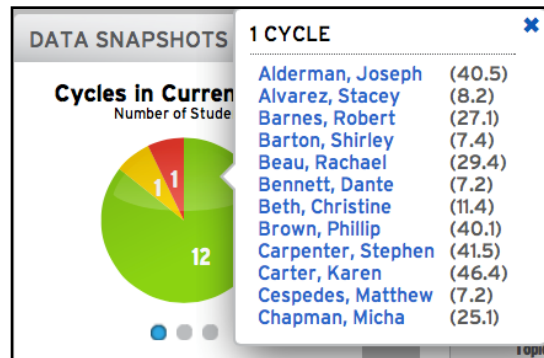 DATA SNAPSHOTS
Cycles in Curren
Number of Stude
1
1
12
1 CYCLE
Alderman, Joseph (40.5)
Alvarez, Stacey (8.2)
Barnes, Robert (27.1)
Barton, Shirley (7.4)
Beau, Rachael (29.4)
Bennett, Dante (7.2)
Beth, Christine (11.4)
Brown, Phillip (40.1)
Carpenter, Stephen (41.5)
Carter, Karen (46.4)
Cespedes, Matthew (7.2)
Chapman, Micha (25.1)